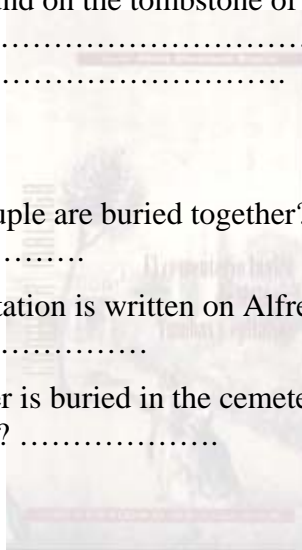 nd on the tombstone of
………………………………
……………………………….
uple are buried together?
……….
tation is written on Alfre
……………
r is buried in the cemete
? ……………….